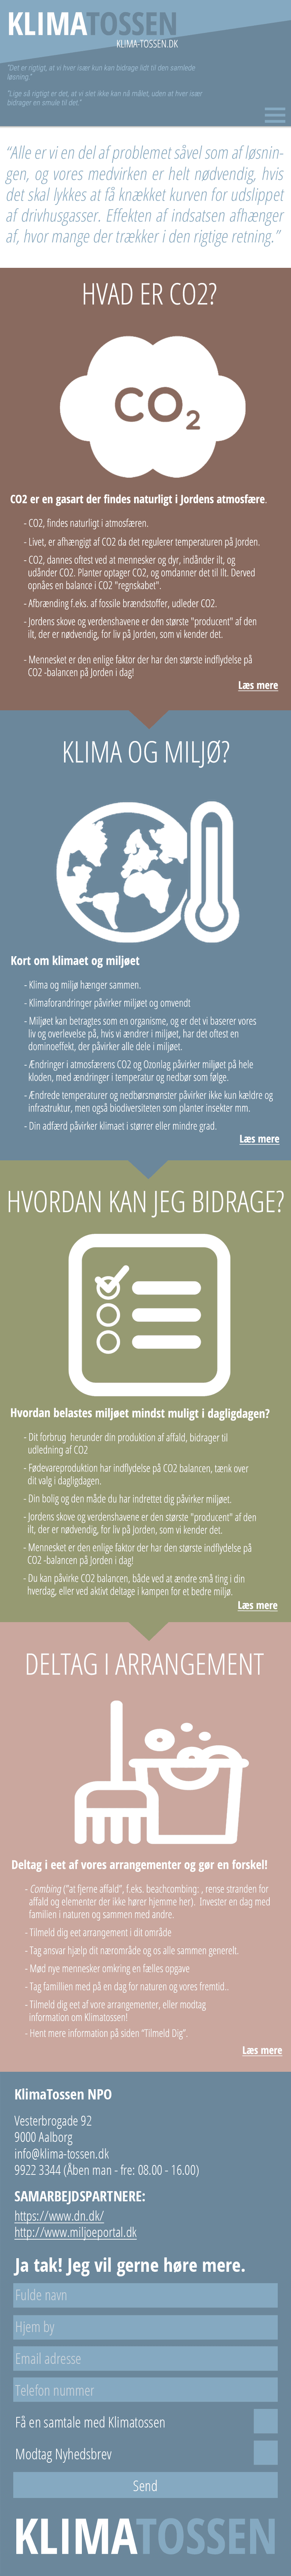 KLIMATOSSEN
KLIMA-TOSSEN.DK
"Det er rigtigt, at vi hver især kun kan bidrage lidt til den samlede
løsning."
"Lige så rigtigt er det, at vi slet ikke kan nå målet, uden at hver især
bidrager en smule til det."
“Alle er vi en del af problemet såvel som af løsnin-
gen, og vores medvirken er helt nødvendig, hvis
det skal lykkes at få knækket kurven for udslippet
af drivhusgasser. Effekten af indsatsen afhænger
af, hvor mange der trækker i den rigtige retning.”
HVAD ER CO2?
CO2
CO2 er en gasart der findes naturligt i Jordens atmosfære.
- CO2, findes naturligt i atmosfæren.
- Livet, er afhængigt af CO2 da det regulerer temperaturen på Jorden.
- CO2, dannes oftest ved at mennesker og dyr, indånder ilt, og
udånder CO2. Planter optager CO2, og omdanner det til Ilt. Derved
opnåes en balance i CO2 "regnskabet".
- Afbrænding f.eks. af fossile brændstoffer, udleder CO2.
- Jordens skove og verdenshavene er den største "producent" af den
ilt, der er nødvendig, for liv på Jorden, som vi kender det.
- Mennesket er den enlige faktor der har den største indflydelse på
CO2 -balancen på Jorden i dag!
Læs mere
KLIMA OG MILJØ?
Kort om klimaet og miljøet
- Klima og miljø hænger sammen.
- Klimaforandringer påvirker miljøet og omvendt
- Miljøet kan betragtes som en organisme, og er det vi baserer vores
liv og overlevelse på, hvis vi ændrer i miljøet, har det oftest en
dominoeffekt, der påvirker alle dele i miljøet.
- Ændringer i atmosfærens CO2 og Ozonlag påvirker miljøet på hele
kloden, med ændringer i temperatur og nedbør som følge.
- Ændrede temperaturer og nedbørsmønster påvirker ikke kun kældre og
infrastruktur, men også biodiversiteten som planter insekter mm.
- Din adfærd påvirker klimaet i størrer eller mindre grad.
Læs mere
HVORDAN KAN JEG BIDRAGE?
Hvordan belastes miljøet mindst muligt i dagligdagen?
- Dit forbrug herunder din produktion af affald, bidrager til
udledning af CO2
- Fødevareproduktion har indflydelse på CO2 balancen, tænk over
dit valg i dagligdagen.
- Din bolig og den måde du har indrettet dig påvirker miljøet.
- Jordens skove og verdenshavene er den største "producent" af den
ilt, der er nødvendig, for liv på Jorden, som vi kender det.
- Mennesket er den enlige faktor der har den største indflydelse på
CO2 -balancen på Jorden i dag!
- Du kan påvirke CO2 balancen, både ved at ændre små ting i din
hverdag, eller ved aktivt deltage i kampen for et bedre miljø.
Læs mere
DELTAG I ARRANGEMENT
Deltag i eet af vores arrangementer og gør en forskel!
- Combing ("at fjerne affald", f.eks. beachcombing: , rense stranden for
affald og elementer der ikke hører hjemme her). Invester en dag med
familien i naturen og sammen med andre.
- Tilmeld dig eet arrangement i dit område
- Tag ansvar hjælp dit nærområde og os alle sammen generelt.
- Mød nye mennesker omkring en fælles opgave
- Tag famillien med på en dag for naturen og vores fremtid..
- Tilmeld dig eet af vore arrangementer, eller modtag
information om Klimatossen!
- Hent mere information på siden "Tilmeld Dig".
Læs mere
KlimaTossen NPO
Vesterbrogade 92
9000 Aalborg
info@klima-tossen.dk
9922 3344 (Åben man - fre: 08.00 - 16.00)
SAMARBEJDSPARTNERE:
https://www.dn.dk/
http://www.miljoeportal.dk
Ja tak! Jeg vil gerne høre mere.
Fulde navn
Hjem by
Email adresse
Telefon nummer
Få en samtale med Klimatossen
Modtag Nyhedsbrev
Send
KLIMATOSSEN